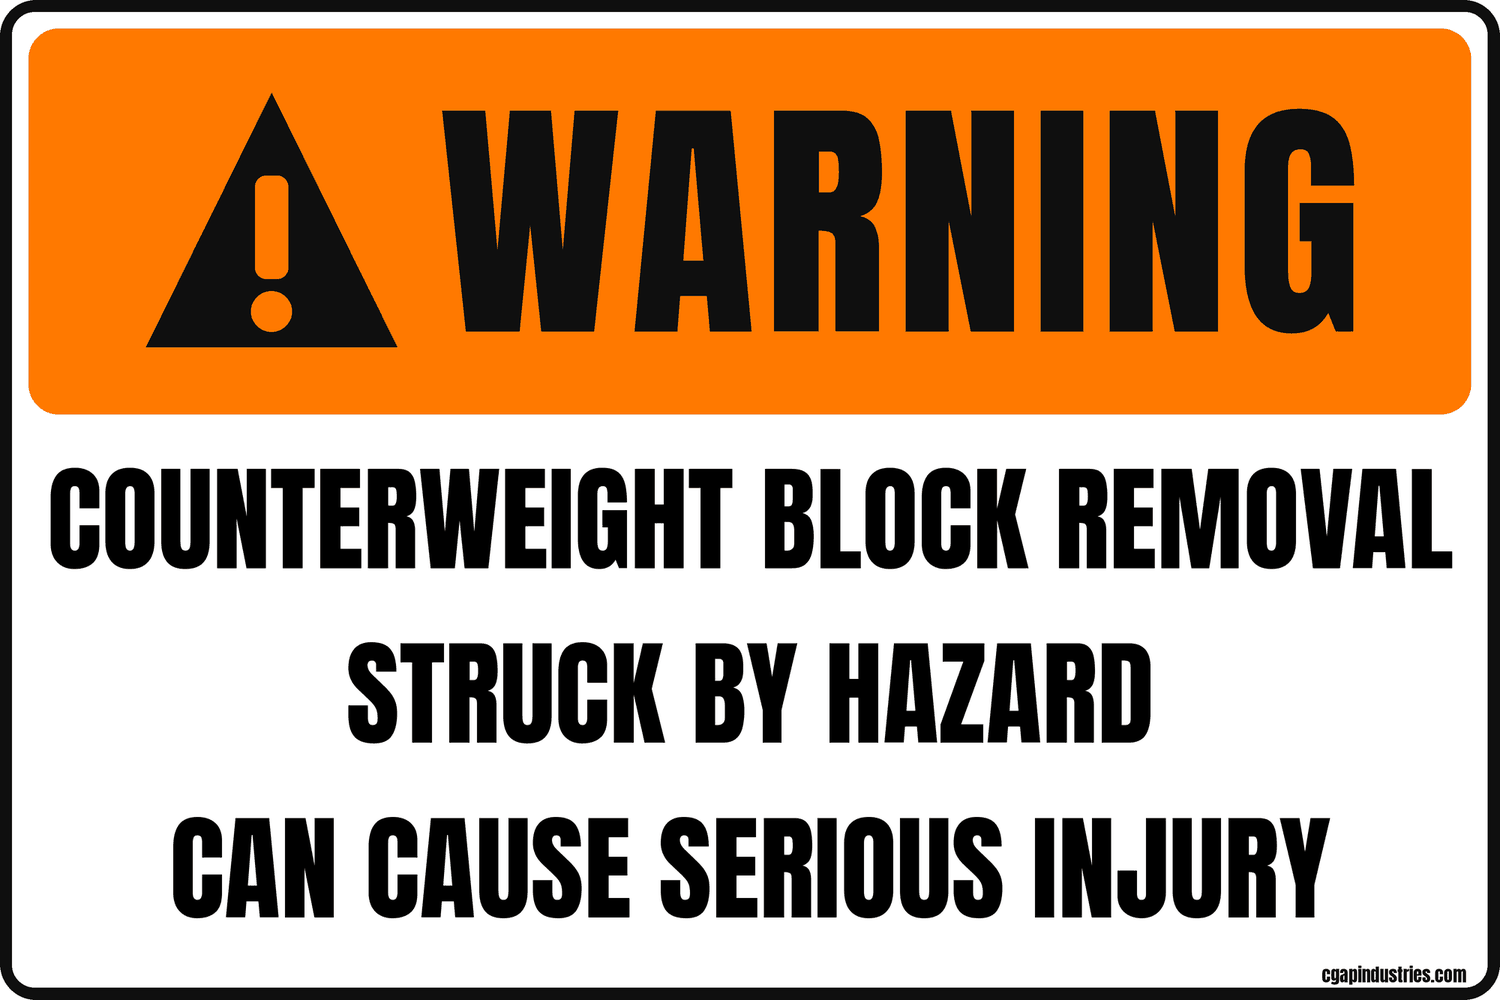 WARNING
COUNTERWEIGHT BLOCK REMOVAL
STRUCK BY HAZARD
CAN CAUSE SERIOUS INJURY
cgapindustries.com